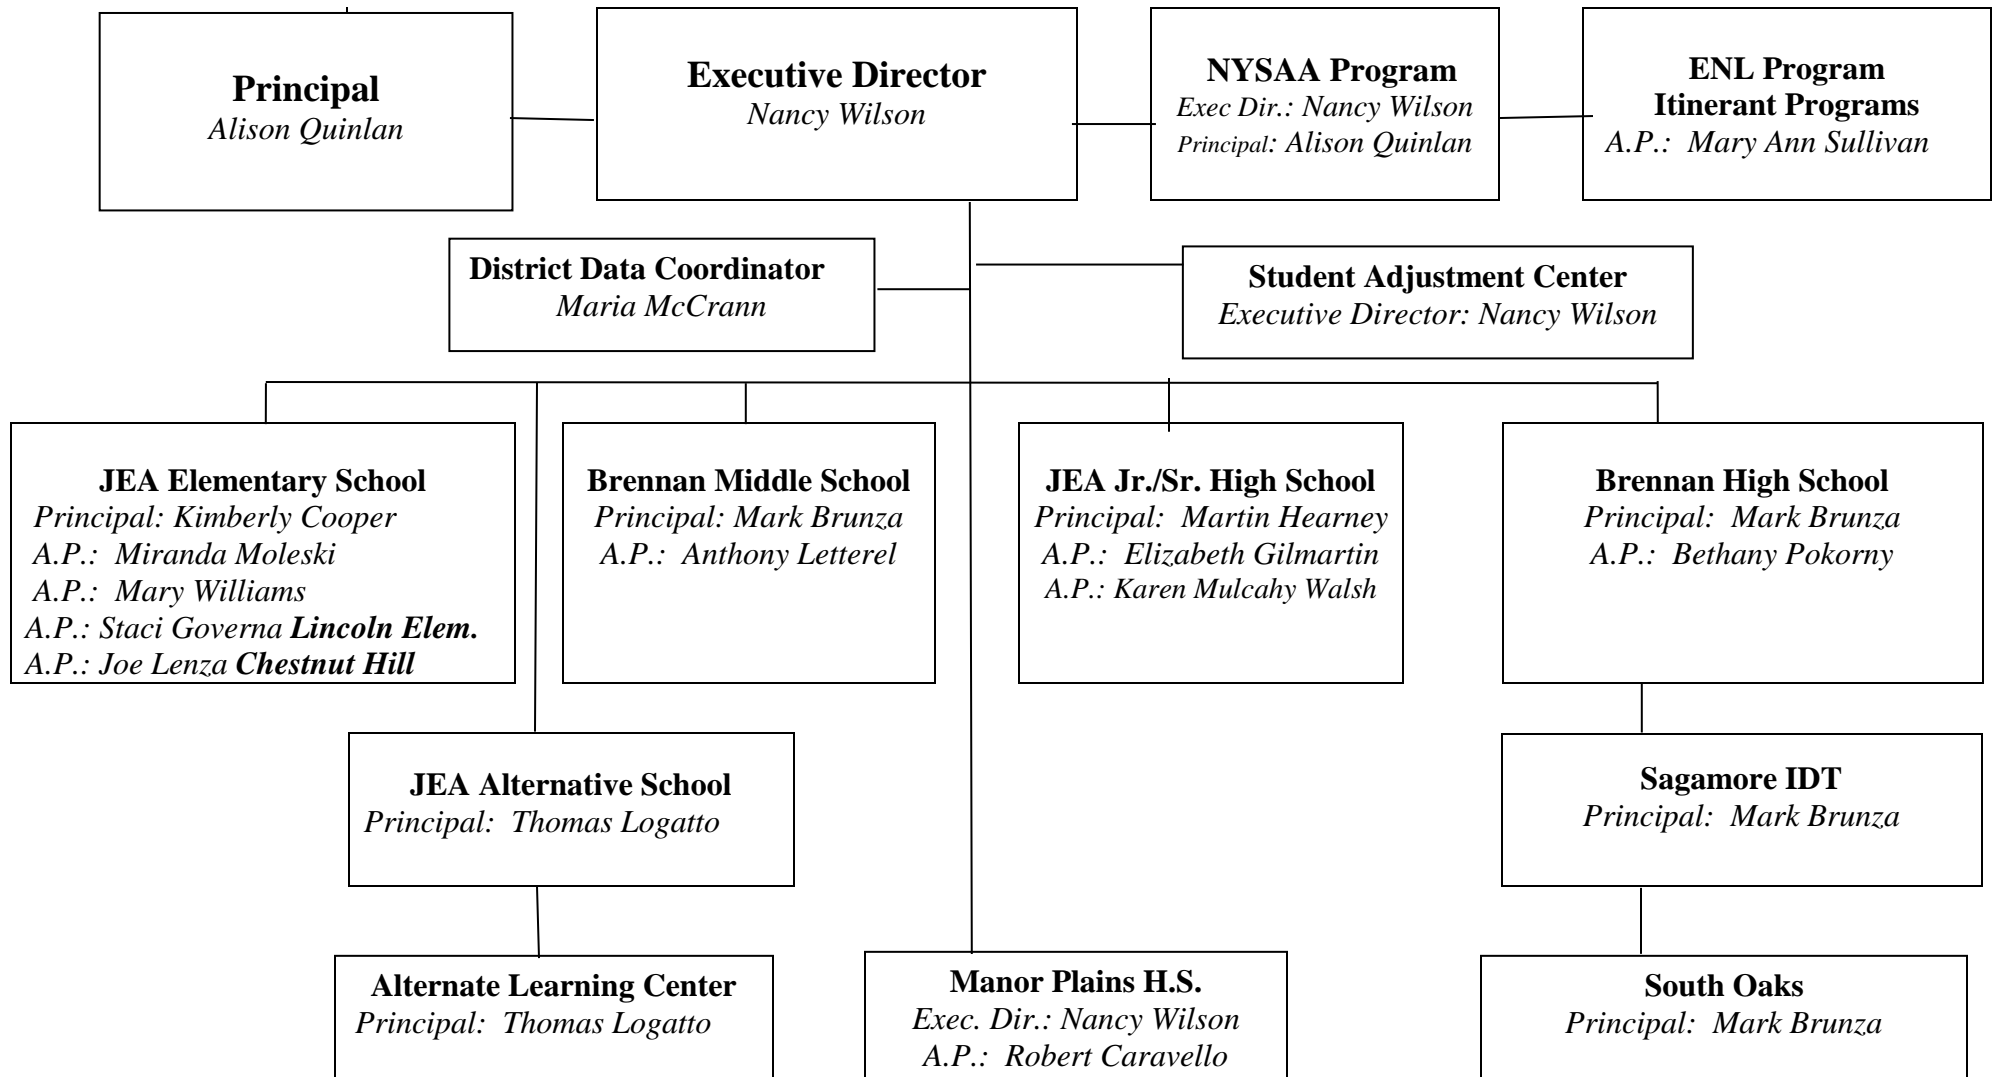 Principal
Alison Quinlan
Executive Director
Nancy Wilson
NYSAA Program
Exec Dir.: Nancy Wilson
Principal: Alison Quinlan
ENL Program
Itinerant Programs
A.P.: Mary Ann Sullivan
District Data Coordinator
Maria McCrann
Student Adjustment Center
Executive Director: Nancy Wilson
JEA Elementary School
Principal: Kimberly Cooper
A.P.: Miranda Moleski
A.P.: Mary Williams
A.P.: Staci Governa Lincoln Elem.
A.P.: Joe Lenza Chestnut Hill
Brennan Middle School
Principal: Mark Brunza
A.P.: Anthony Letterel
JEA Jr./Sr. High School
Principal: Martin Hearney
A.P.: Elizabeth Gilmartin
A.P.: Karen Mulcahy Walsh
Brennan High School
Principal: Mark Brunza
A.P.: Bethany Pokorny
JEA Alternative School
Principal: Thomas Logatto
Sagamore IDT
Principal: Mark Brunza
Alternate Learning Center
Principal: Thomas Logatto
Manor Plains H.S.
Exec. Dir.: Nancy Wilson
A.P.: Robert Caravello
South Oaks
Principal: Mark Brunza